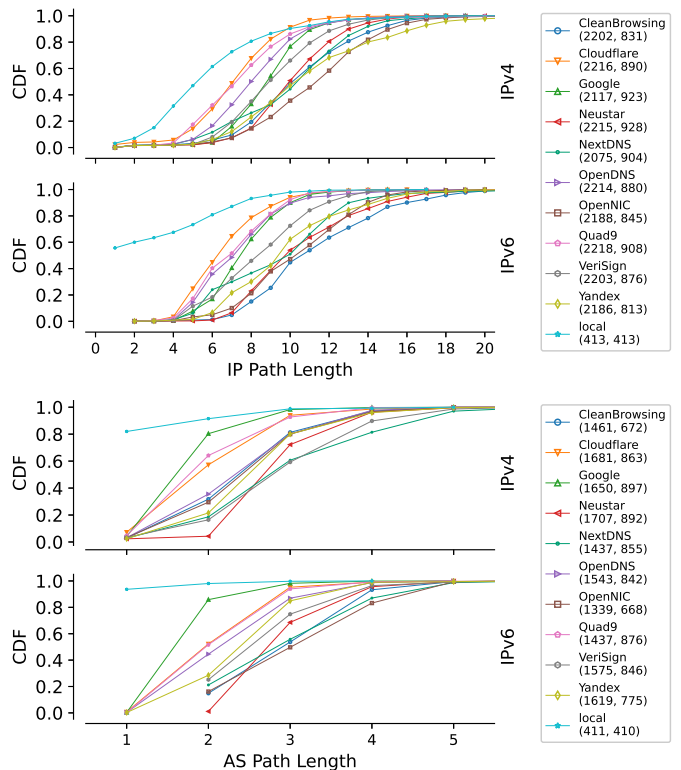 1.0
0.8
0.6
0.4
0.2
0.0
CDF
IPv4
1.0
0.8
0.6
0.4
0.2
0.0
CDF
IPv6
0 2 4 6 8 10 12 14 16 18 20
IP Path Length
CleanBrowsing
(2202, 831)
Cloudflare
(2216, 890)
Google
(2117, 923)
Neustar
(2215, 928)
NextDNS
(2075, 904)
OpenDNS
(2214, 880)
OpenNIC
(2188, 845)
Quad9
(2218, 908)
VeriSign
(2203, 876)
Yandex
(2186, 813)
local
(413, 413)
1.0
0.8
0.6
0.4
0.2
0.0
CDF
IPv4
1.0
0.8
0.6
0.4
0.2
0.0
CDF
IPv6
1 2 3 4 5
AS Path Length
CleanBrowsing
(1461, 672)
Cloudflare
(1681, 863)
Google
(1650, 897)
Neustar
(1707, 892)
NextDNS
(1437, 855)
OpenDNS
(1543, 842)
OpenNIC
(1339, 668)
Quad9
(1437, 876)
VeriSign
(1575, 846)
Yandex
(1619, 775)
local
(411, 410)